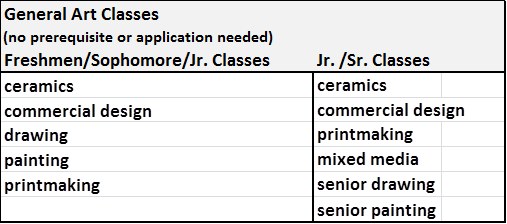 General Art Classes
(no prerequisite or application needed)
Freshmen/Sophomore/Jr. Classes Jr. /Sr. Classes
ceramics ceramics
commercial design commercial design
drawing printmaking
painting mixed media
printmaking senior drawing
senior painting